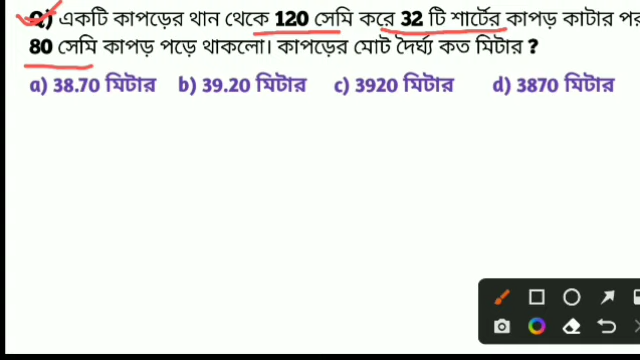 Q) একটি কাপড়ের থান থেকে 120 সেমি করে 32 টি শার্টের কাপড় কাটার পর
80 সেমি কাপড় পড়ে থাকলো। কাপড়ের মোট দৈর্ঘ্য কত মিটার ?
a) 38.70 মিটার b) 39.20 মিটার c) 3920 মিটার d) 3870 মিটার